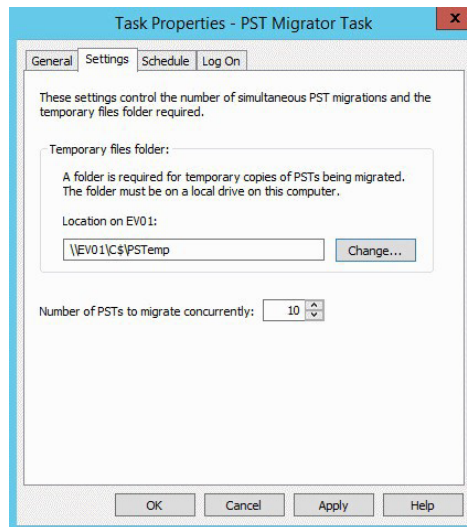 Task Properties - PST Migrator Task
x
General Settings Schedule Log On
These settings control the number of simultaneous PST migrations and the
temporary files folder required.
Temporary files folder:
A folder is required for temporary copies of PSTs being migrated.
The folder must be on a local drive on this computer.
Location on EV01:
\\EV01\C$\PSTemp Change...
Number of PSTs to migrate concurrently: 10
OK Cancel Apply Help